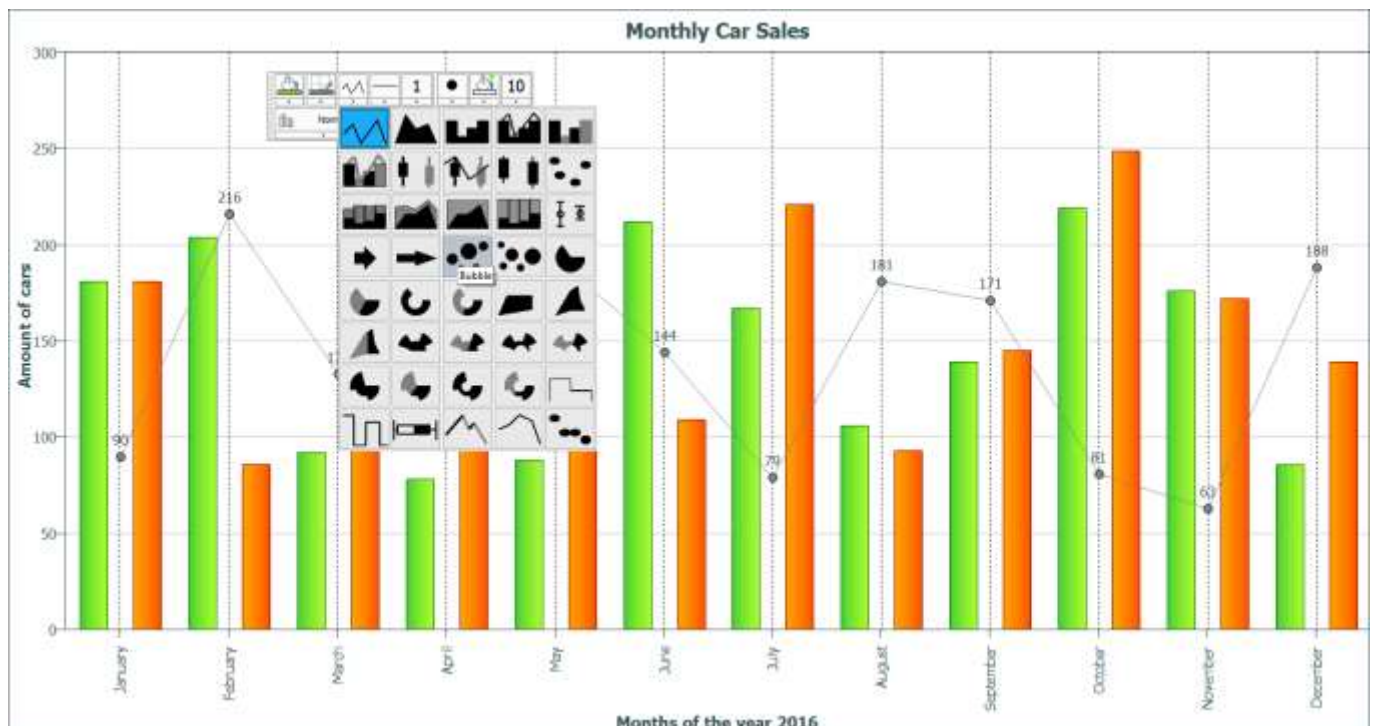 Monthly Car Sales
300
1
10
250
216
200
188
181
171
150
144
100
90
79
81
63
50
0
Amount of cars
January
February
March
April
May
June
July
August
September
October
November
December
Bubble
Months of the year 2016